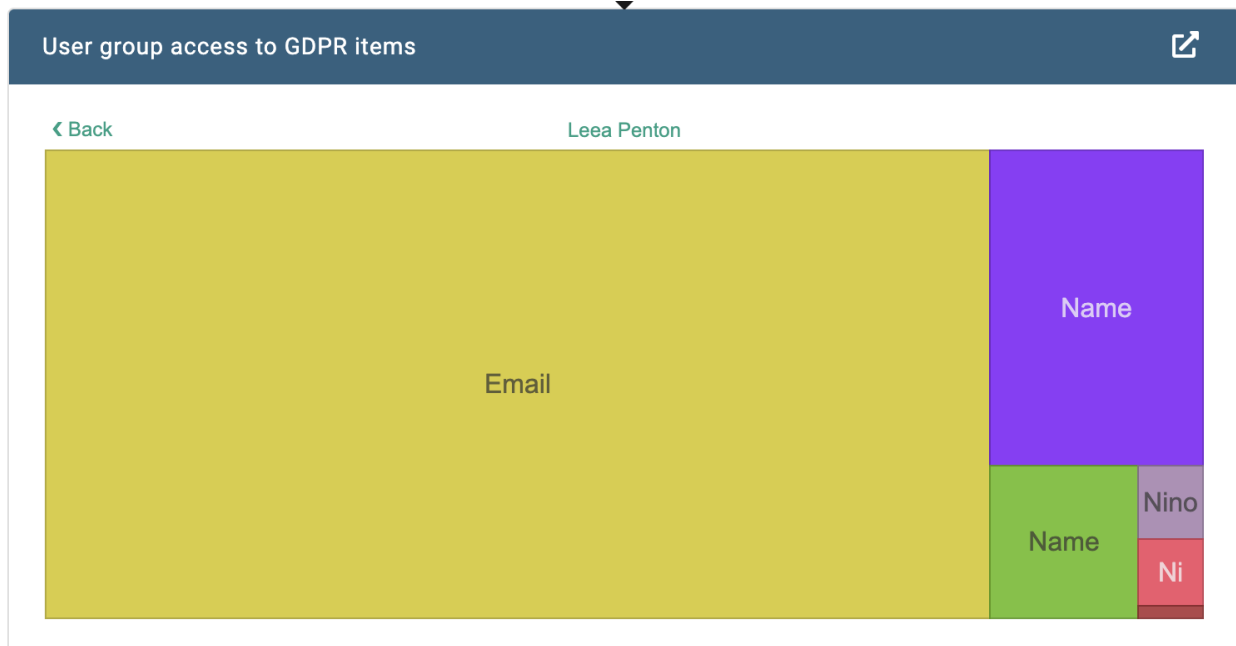 User group access to GDPR items
Back
Leea Penton
Email
Name
Name
Nino
Ni